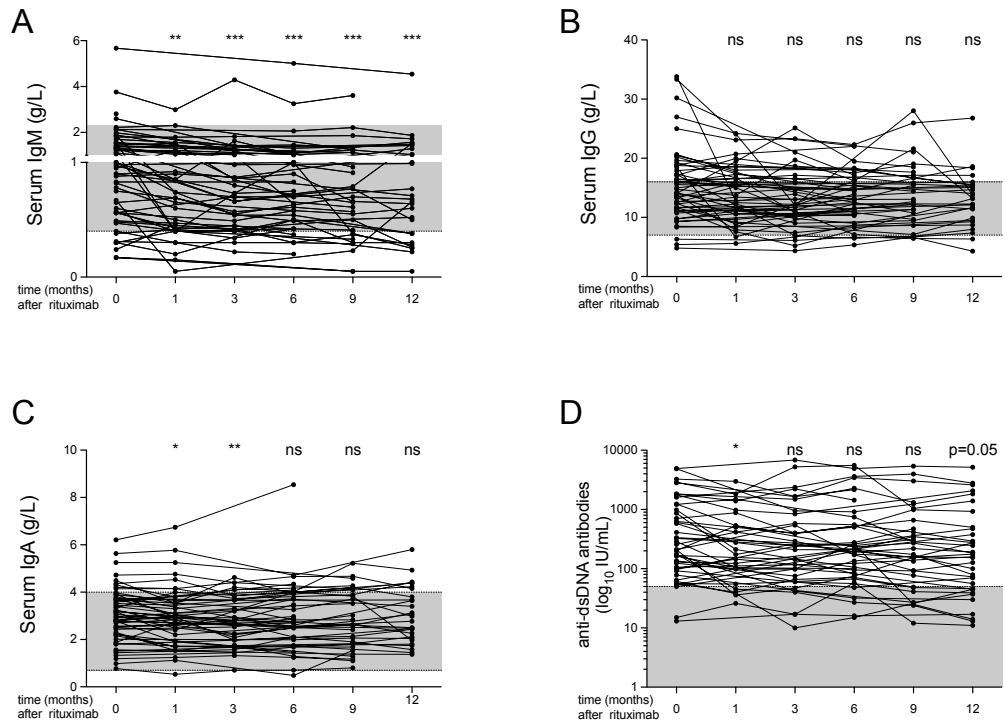 A
** *** *** *** ***
6
4
2
1
0
Serum IgM (g/L)
time (months)
after rituximab
0 1 3 6 9 12
B
ns ns ns ns ns
40
30
20
10
0
Serum IgG (g/L)
time (months)
after rituximab
0 1 3 6 9 12
C
* ** ns ns ns
10
8
6
4
2
0
Serum IgA (g/L)
time (months)
after rituximab
0 1 3 6 9 12
D
* ns ns ns p=0.05
10000
1000
100
10
1
anti-dsDNA antibodies
(log10 IU/mL)
time (months)
after rituximab
0 1 3 6 9 12